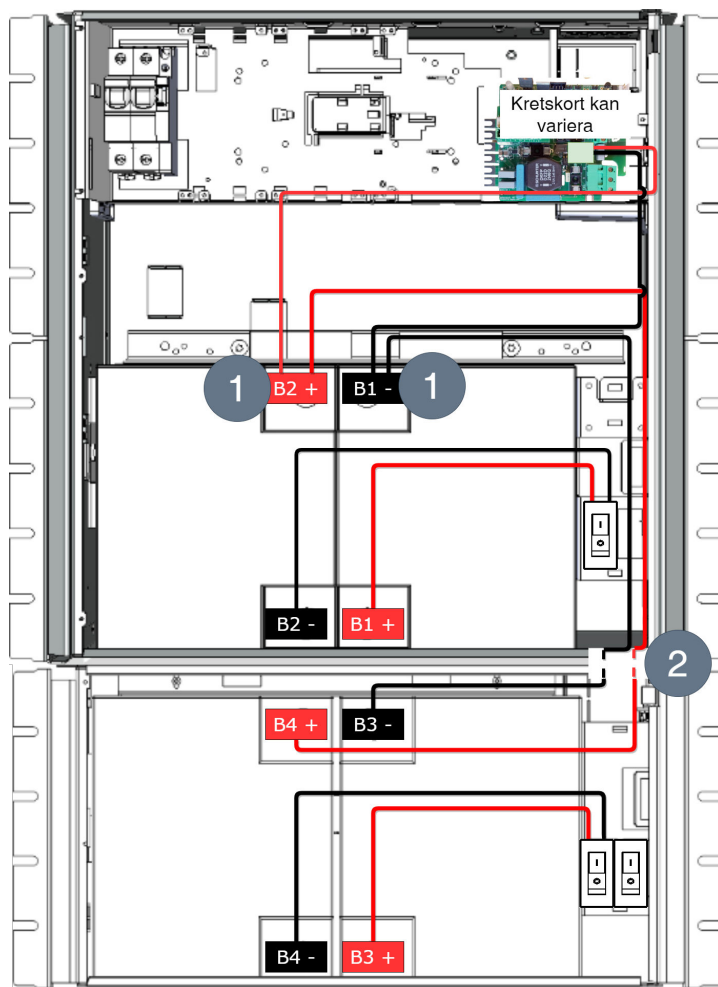 Kretskort kan
variera
1
B2 +
B1 -
1
B2 -
B1 +
2
B4 +
B3 -
B4 -
B3 +